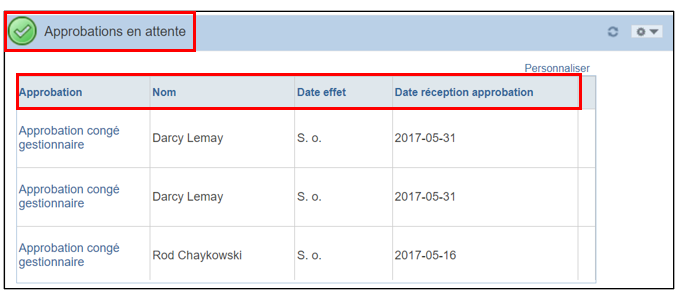 Approbations en attente
Personnaliser
Approbation Nom Date effet Date réception approbation
Approbation congé
gestionnaire Darcy Lemay S. o. 2017-05-31
Approbation congé
gestionnaire Darcy Lemay S. o. 2017-05-31
Approbation congé
gestionnaire Rod Chaykowski S. o. 2017-05-16